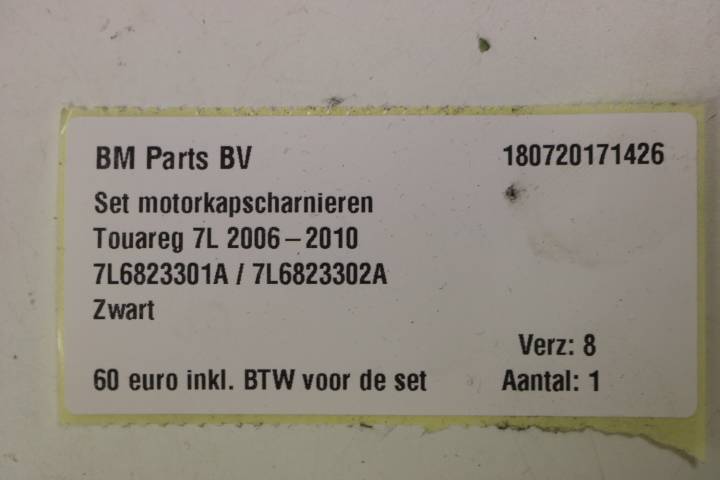 BM Parts BV 180720171426
Set motorkapscharnieren
Touareg 7L 2006 – 2010
7L6823301A / 7L6823302A
Zwart
Verz: 8
60 euro inkl. BTW voor de set Aantal: 1